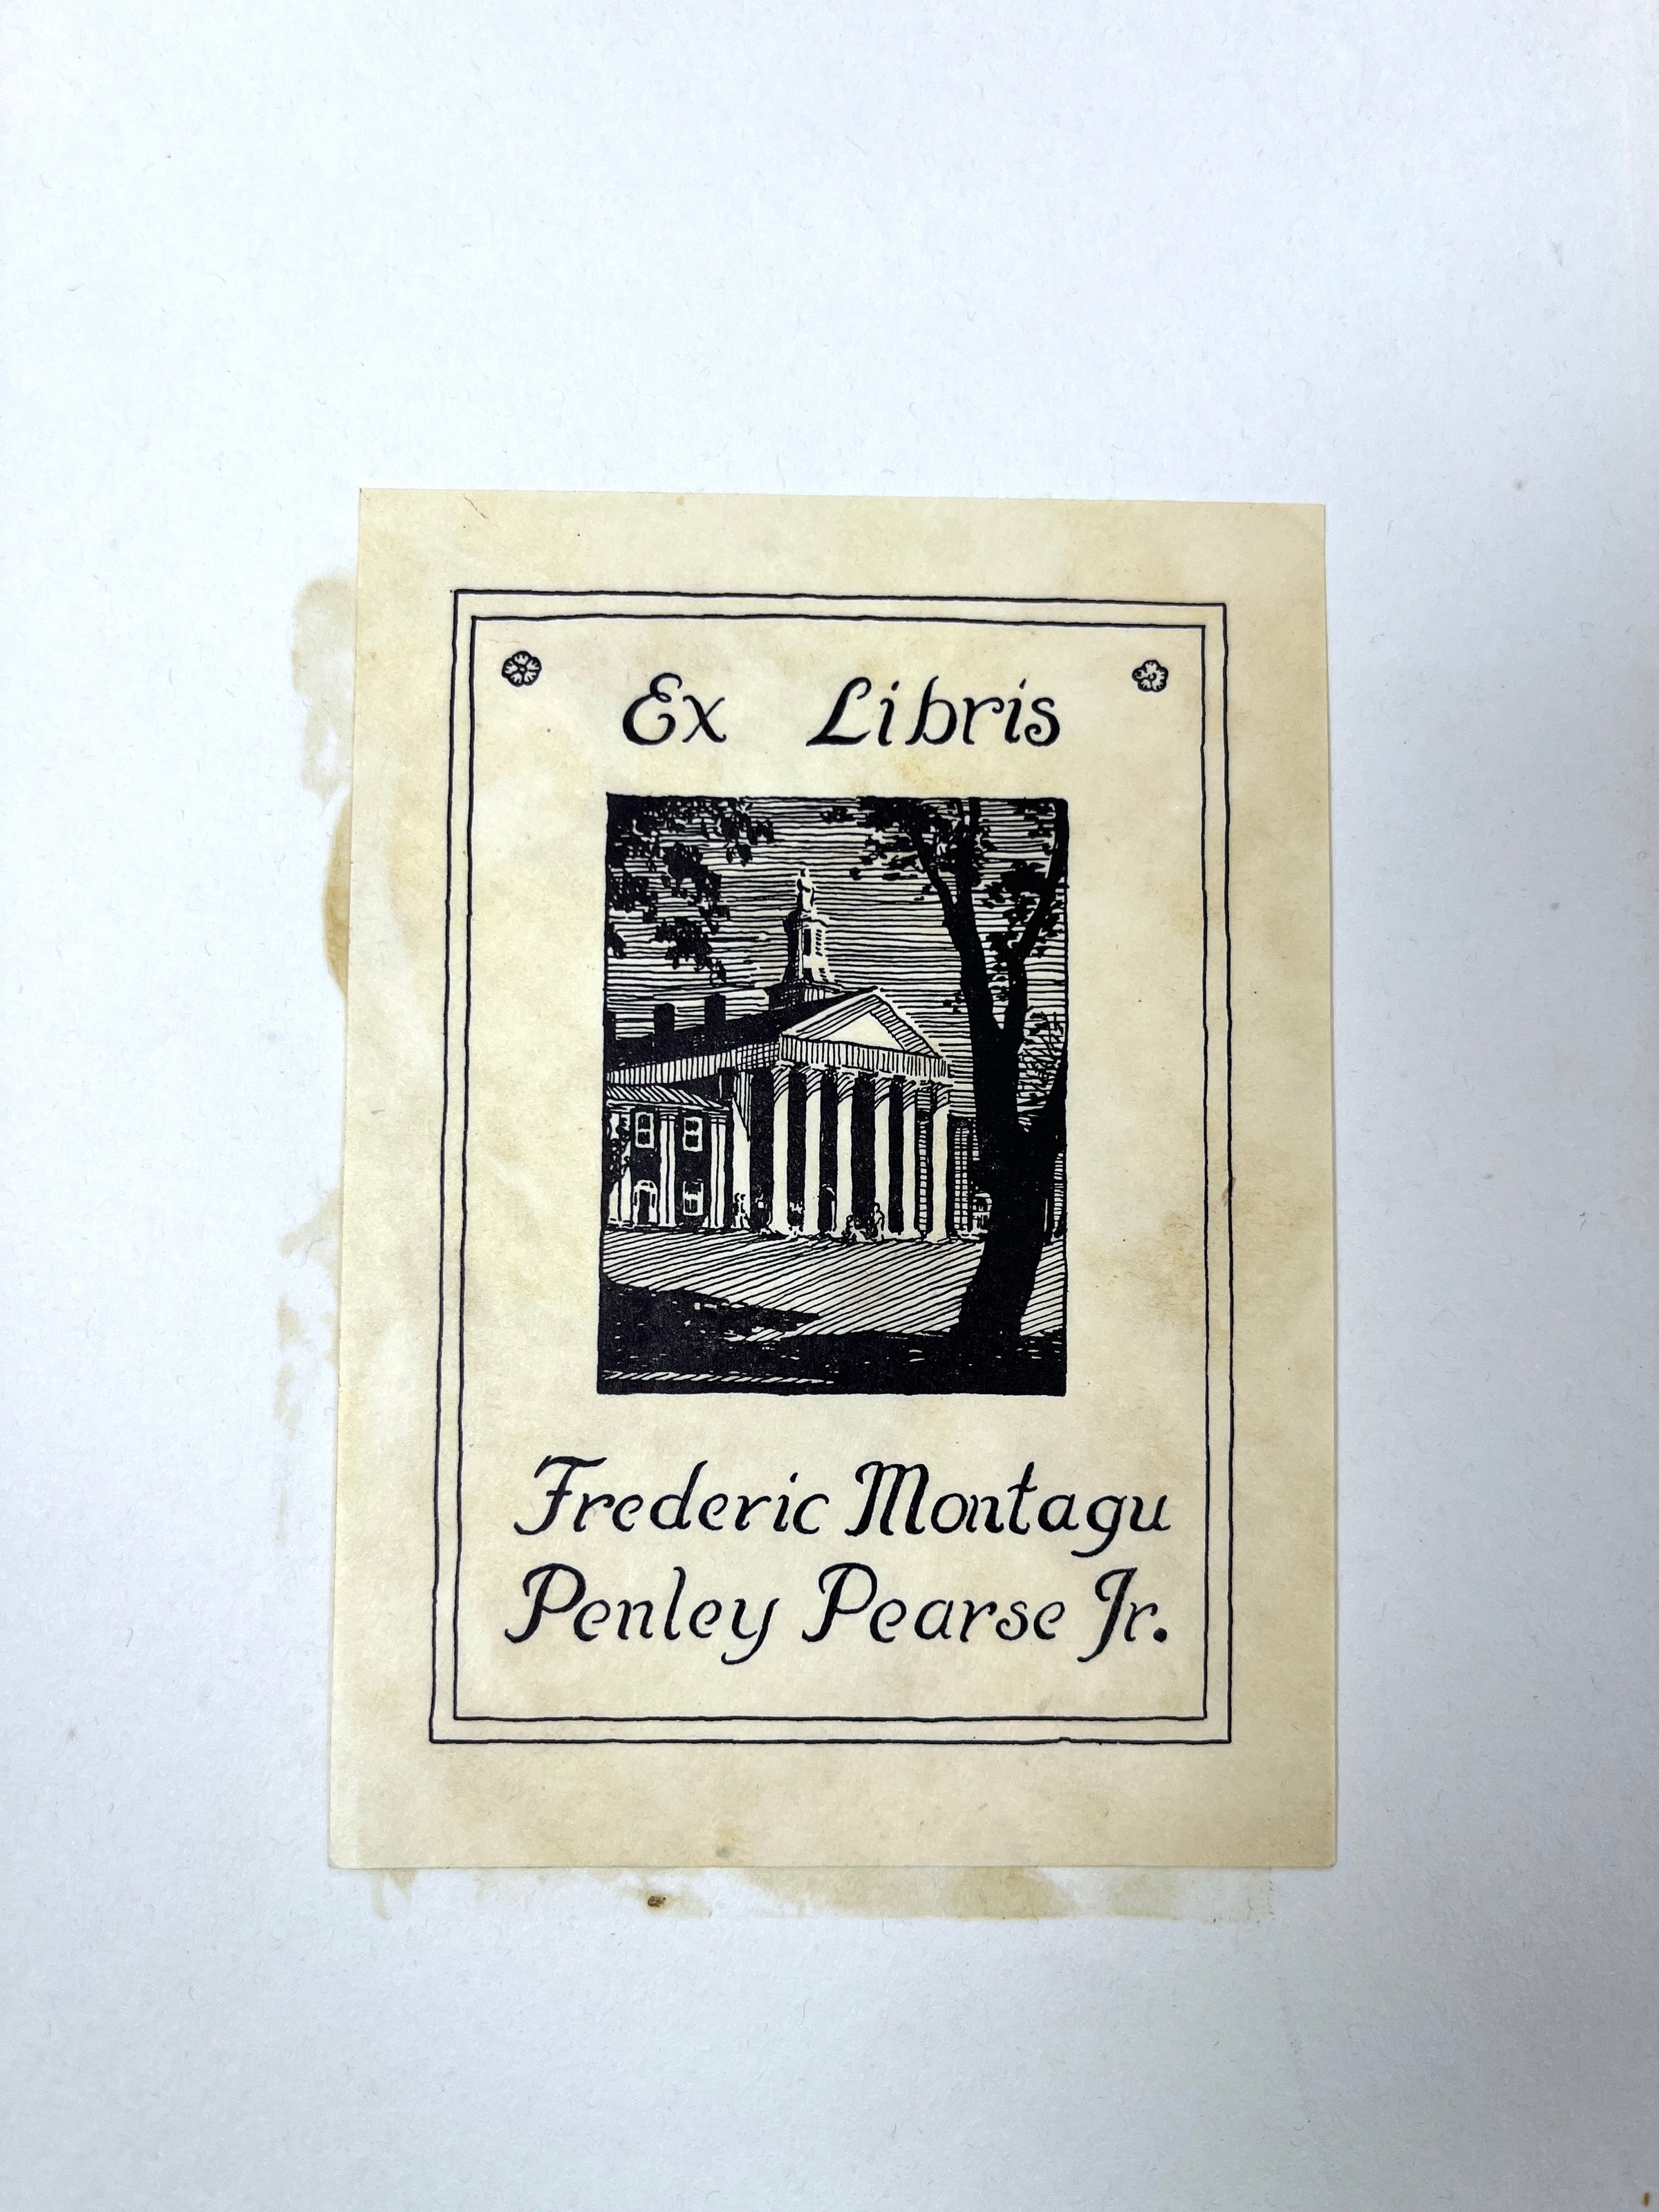 Ex Libris
Frederic Montagu
Penley Pearse Jr.